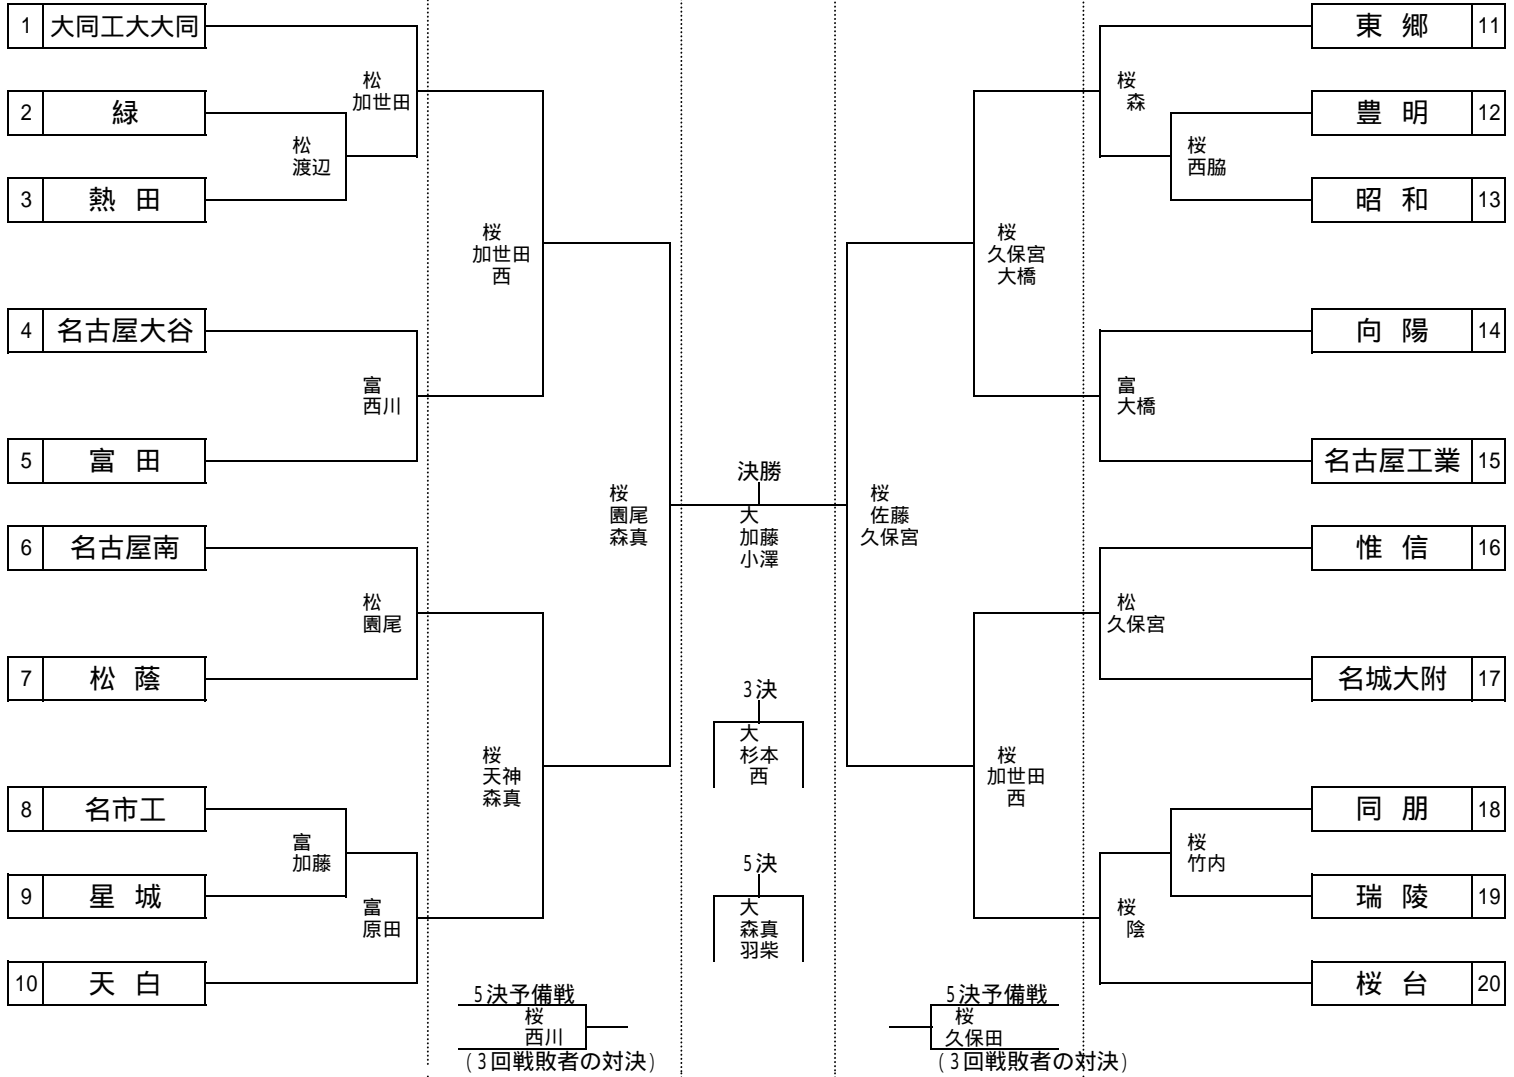 1 大同工大大同
2 緑
3 熱田
4 名古屋大谷
5 富田
6 名古屋南
7 松蔭
8 名市工
9 星城
10 天白
松
加世田
松
渡辺
富
西川
松
園尾
富
加藤
富
原田
桜
加世田
西
桜
天神
森真
桜
園尾
森真
5決予備戦
桜
西川
(3回戦敗者の対決)
決勝
大
加藤
小澤
3決
大
杉本
西
5決
大
森真
羽柴
桜
佐藤
久保宮
桜
久保宮
大橋
桜
加世田
西
5決予備戦
桜
久保田
(3回戦敗者の対決)
桜
森
桜
西脇
富
大橋
松
久保宮
桜
竹内
桜
陰
東郷 11
豊明 12
昭和 13
向陽 14
名古屋工業 15
惟信 16
名城大附 17
同朋 18
瑞陵 19
桜台 20